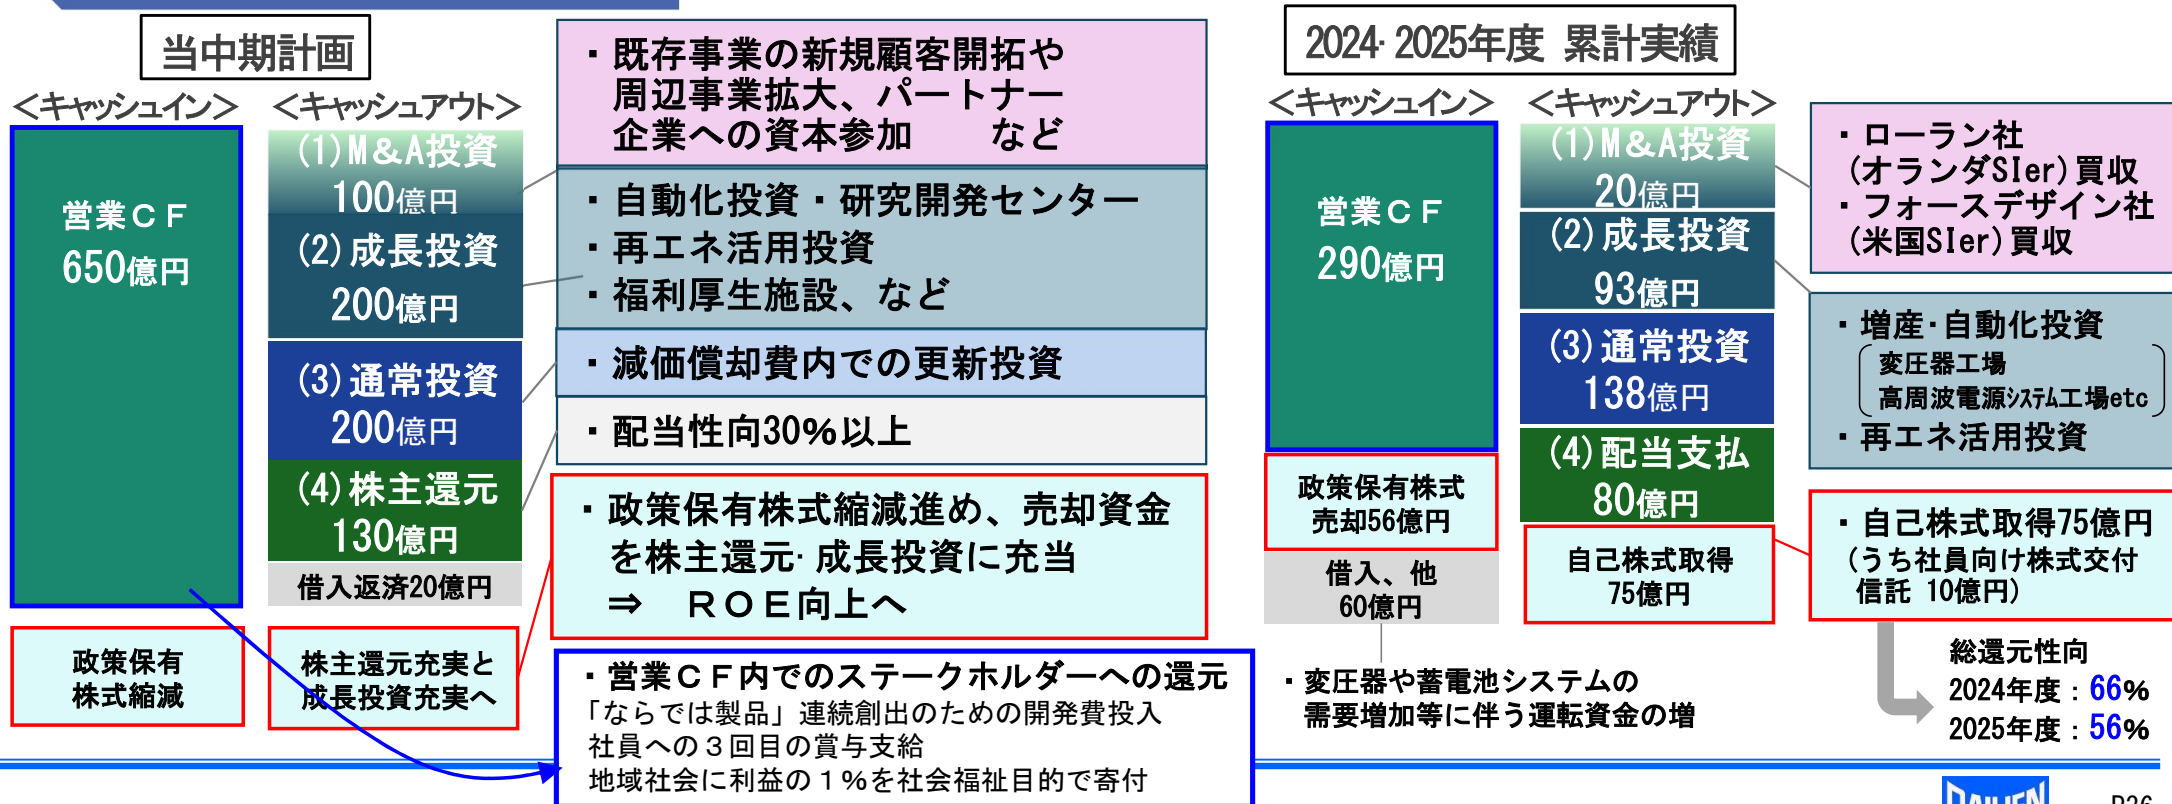 当中期計画
<キャッシュイン>
<キャッシュアウト>
営業CF
650億円
(1)M&A投資
100億円
(2)成長投資
200億円
(3)通常投資
200億円
(4)株主還元
130億円
借入返済20億円
政策保有
株式縮減
株主還元充実と
成長投資充実へ
・既存事業の新規顧客開拓や
周辺事業拡大、パートナー
企業への資本参加 など
・自動化投資・研究開発センター
・再エネ活用投資
・福利厚生施設、など
・減価償却費内での更新投資
・配当性向30%以上
・政策保有株式縮減進め、売却資金
を株主還元・成長投資に充当
⇒ ROE向上へ
・営業CF内でのステークホルダーへの還元
「ならでは製品」連続創出のための開発費投入
社員への3回目の賞与支給
地域社会に利益の1%を社会福祉目的で寄付
2024・2025年度 累計実績
<キャッシュイン>
<キャッシュアウト>
営業CF
290億円
政策保有株式
売却56億円
借入、他
60億円
・変圧器や蓄電池システムの
需要増加等に伴う運転資金の増
(1)M&A投資
20億円
(2)成長投資
93億円
(3)通常投資
138億円
(4)配当支払
80億円
自己株式取得
75億円
・ローラン社
(オランダSIer)買収
・フォースデザイン社
(米国SIer)買収
・増産・自動化投資
変圧器工場
高周波電源システム工場etc
・再エネ活用投資
・自己株式取得75億円
(うち社員向け株式交付
信託 10億円)
総還元性向
2024年度：66%
2025年度：56%
DAIHEN
P26